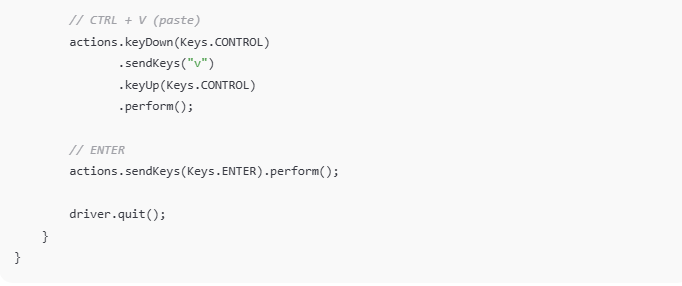 // CTRL + V (paste)
actions.keyDown(Keys.CONTROL)
.sendKeys("v")
.keyUp(Keys.CONTROL)
.perform();
// ENTER
actions.sendKeys(Keys.ENTER).perform();
driver.quit();
}
}